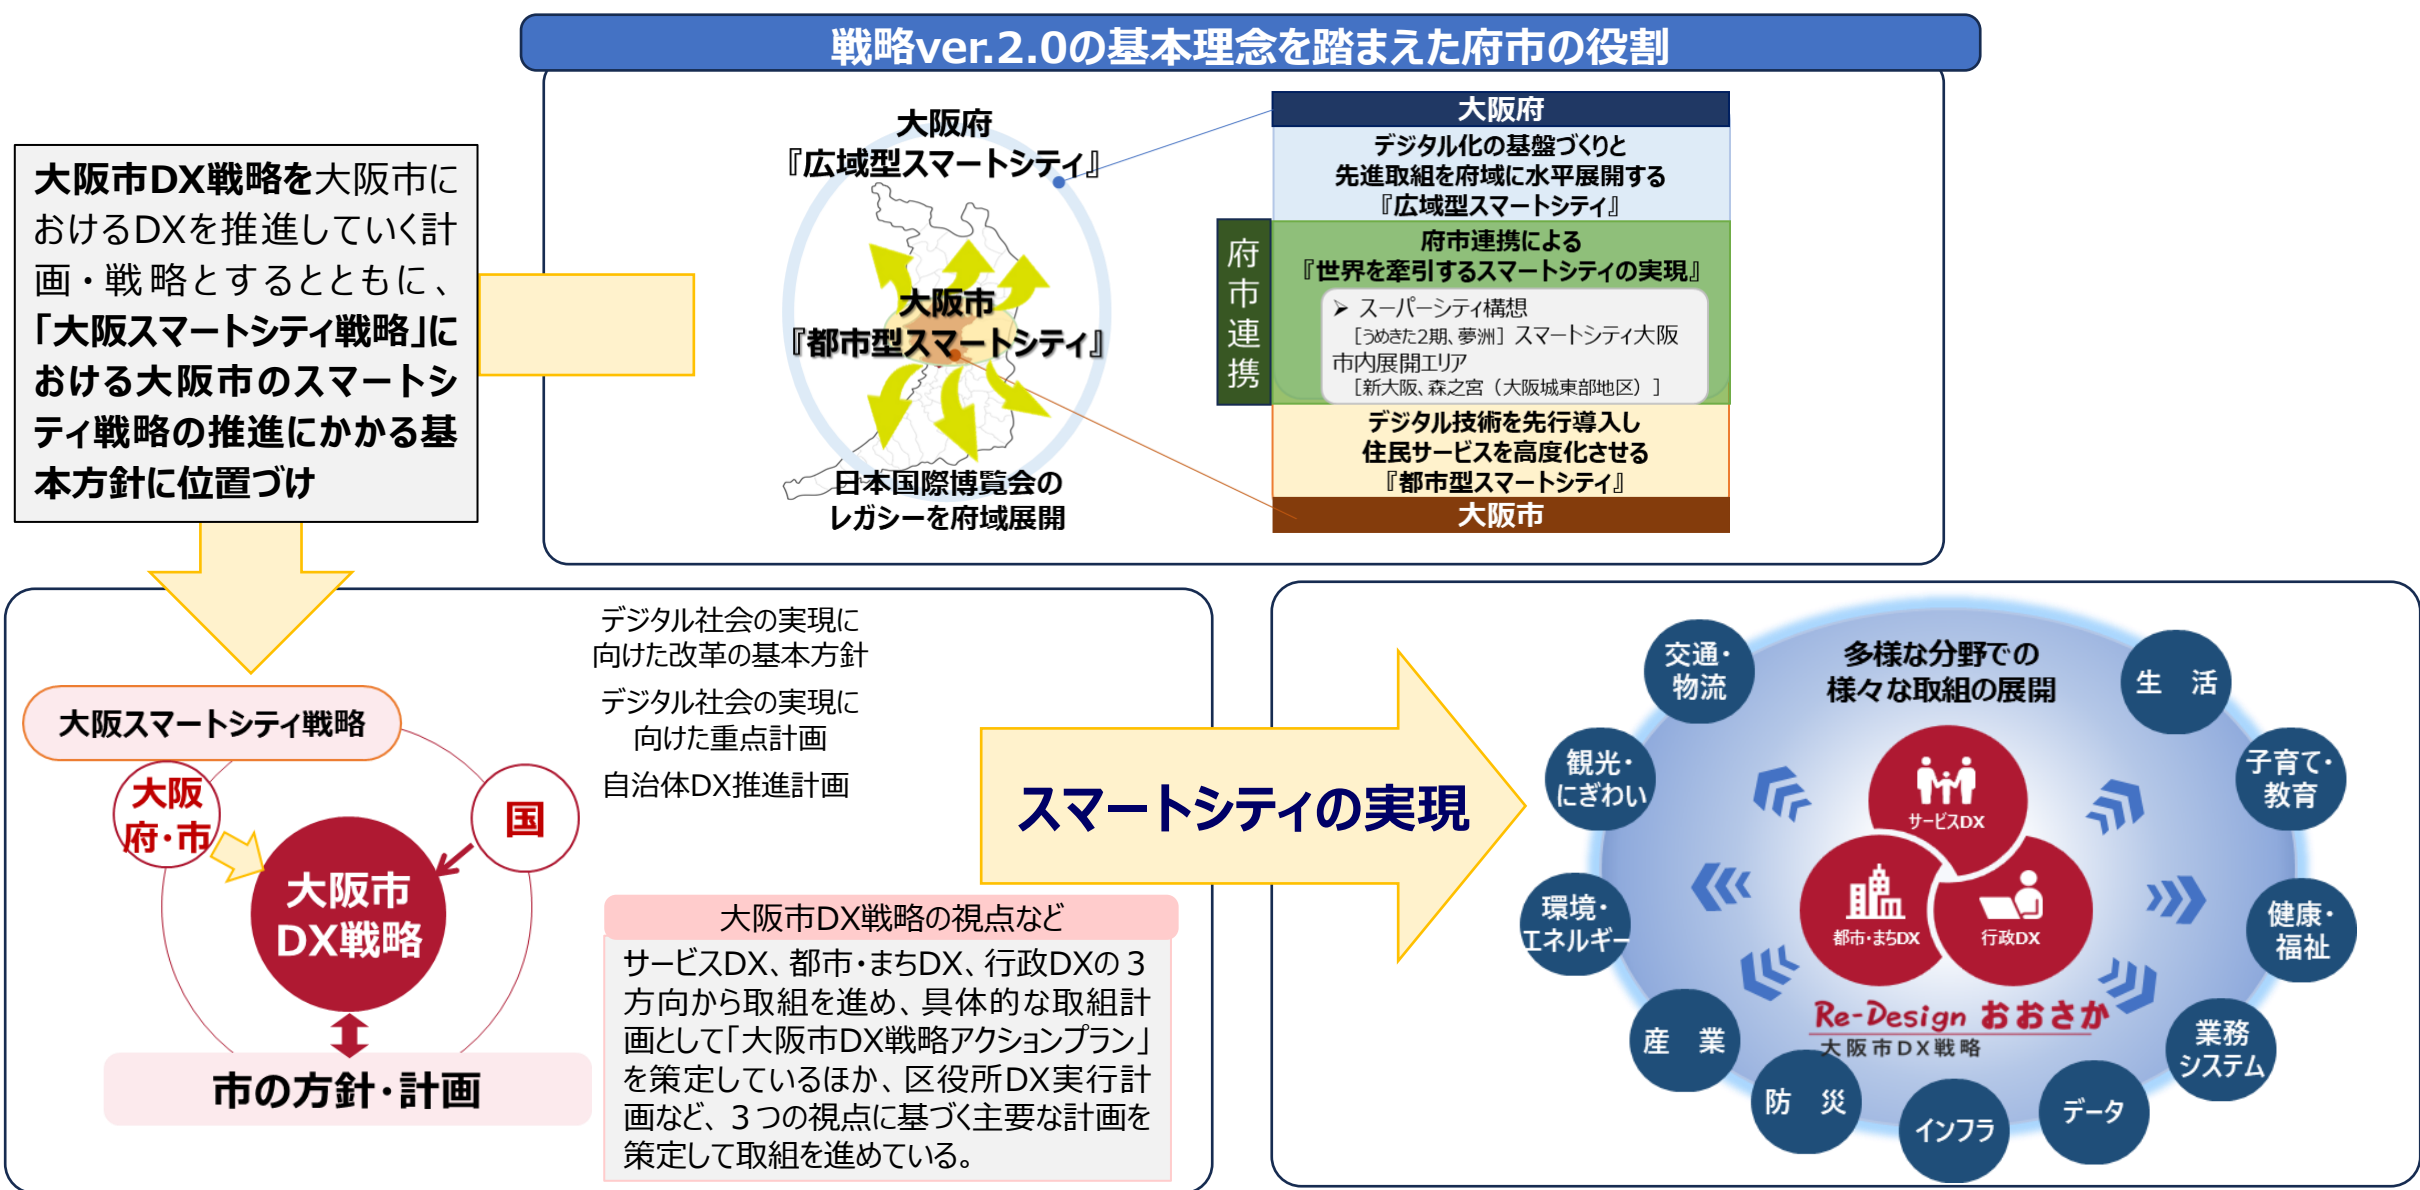 戦略ver.2.0の基本理念を踏まえた府市の役割
大阪市DX戦略を大阪市に
おけるDXを推進していく計
画・戦略とするとともに、
「大阪スマートシティ戦略」に
おける大阪市のスマートシ
ティ戦略の推進にかかる基
本方針に位置づけ
大阪府
『広域型スマートシティ』
大阪市
『都市型スマートシティ』
日本国際博覧会の
レガシーを府域展開
大阪府
デジタル化の基盤づくりと
先進取組を府域に水平展開する
『広域型スマートシティ』
府市連携
府市連携による
『世界を牽引するスマートシティの実現』
➢ スーパーシティ構想
［うめきた2期、夢洲］スマートシティ大阪
市内展開エリア
［新大阪、森之宮（大阪城東部地区）］
デジタル技術を先行導入し
住民サービスを高度化させる
『都市型スマートシティ』
大阪市
デジタル社会の実現に
向けた改革の基本方針
デジタル社会の実現に
向けた重点計画
自治体DX推進計画
大阪スマートシティ戦略
大阪
府・市
国
大阪市
DX戦略
市の方針・計画
大阪市DX戦略の視点など
サービスDX、都市・まちDX、行政DXの３
方向から取組を進め、具体的な取組計
画として「大阪市DX戦略アクションプラン」
を策定しているほか、区役所DX実行計
画など、３つの視点に基づく主要な計画を
策定して取組を進めている。
スマートシティの実現
多様な分野での
様々な取組の展開
交通・
物流
生　活
観光・
にぎわい
子育て・
教育
環境・
エネルギー
健康・
福祉
産　業
業務
システム
防　災
インフラ
データ
サービスDX
都市・まちDX
行政DX
Re-Design おおさか
大阪市DX戦略